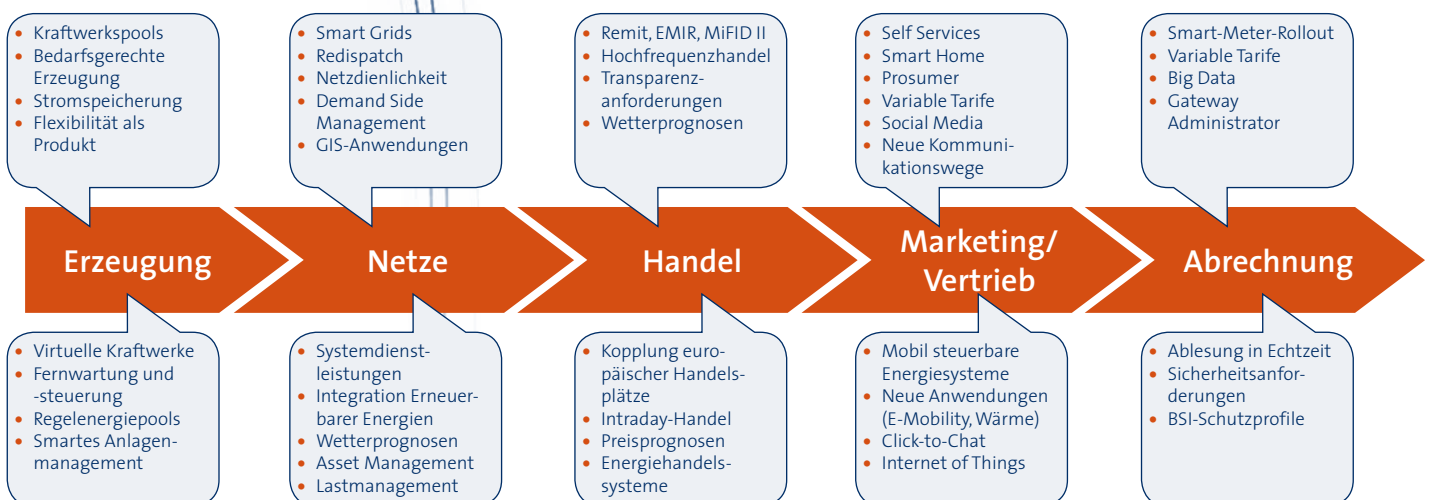 • Kraftwerkspools
• Bedarfsgerechte
Erzeugung
• Stromspeicherung
• Flexibilität als
Produkt
• Smart Grids
• Redispatch
• Netzdienlichkeit
• Demand Side
Management
• GIS-Anwendungen
• Remit, EMIR, MiFID II
• Hochfrequenzhandel
• Transparenz-
anforderungen
• Wetterprognosen
• Self Services
• Smart Home
• Prosumer
• Variable Tarife
• Social Media
• Neue Kommuni-
kationswege
• Smart-Meter-Rollout
• Variable Tarife
• Big Data
• Gateway
Administrator
Erzeugung
Netze
Handel
Marketing/
Vertrieb
Abrechnung
• Virtuelle Kraftwerke
• Fernwartung und
-steuerung
• Regelenergiepools
• Smartes Anlagen-
management
• Systemdienst-
leistungen
• Integration Erneuer-
barer Energien
• Wetterprognosen
• Asset Management
• Lastmanagement
• Kopplung euro-
päischer Handels-
plätze
• Intraday-Handel
• Preisprognosen
• Energiehandels-
systeme
• Mobil steuerbare
Energiesysteme
• Neue Anwendungen
(E-Mobility, Wärme)
• Click-to-Chat
• Internet of Things
• Ablesung in Echtzeit
• Sicherheitsanfor-
derungen
• BSI-Schutzprofile